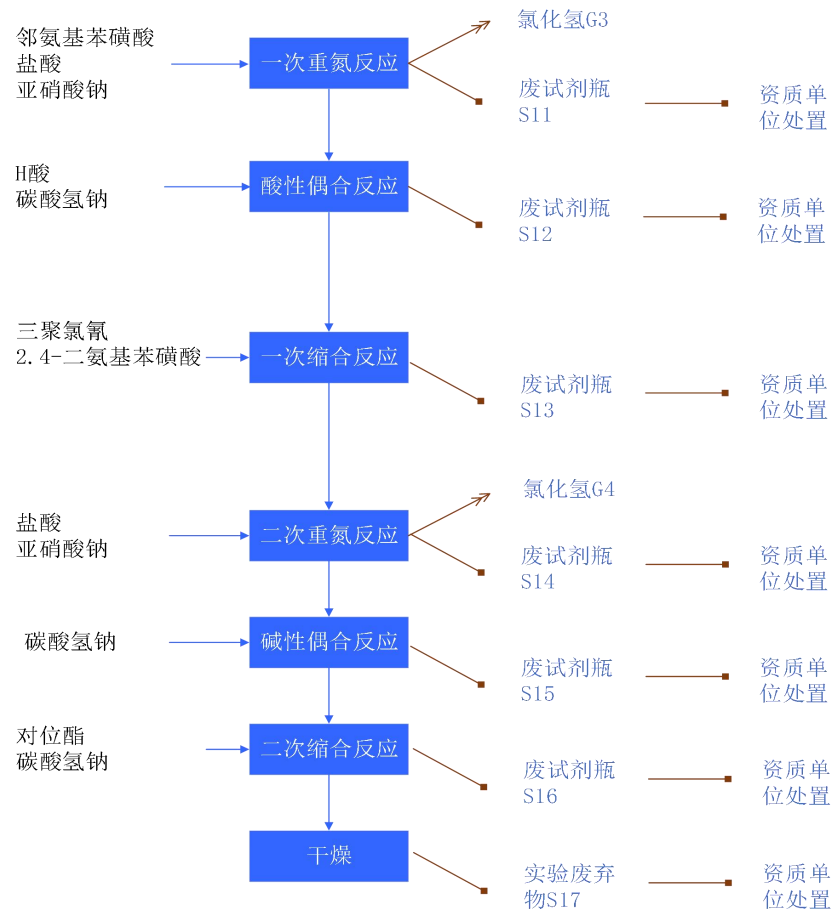 邻氨基苯磺酸
盐酸
亚硝酸钠
一次重氮反应
氯化氢G3
废试剂瓶
S11
资质单
位处置
H酸
碳酸氢钠
酸性偶合反应
废试剂瓶
S12
资质单
位处置
三聚氯氰
2.4-二氨基苯磺酸
一次缩合反应
废试剂瓶
S13
资质单
位处置
盐酸
亚硝酸钠
二次重氮反应
氯化氢G4
废试剂瓶
S14
资质单
位处置
碳酸氢钠
碱性偶合反应
废试剂瓶
S15
资质单
位处置
对位酯
碳酸氢钠
二次缩合反应
废试剂瓶
S16
资质单
位处置
干燥
实验废弃
物S17
资质单
位处置